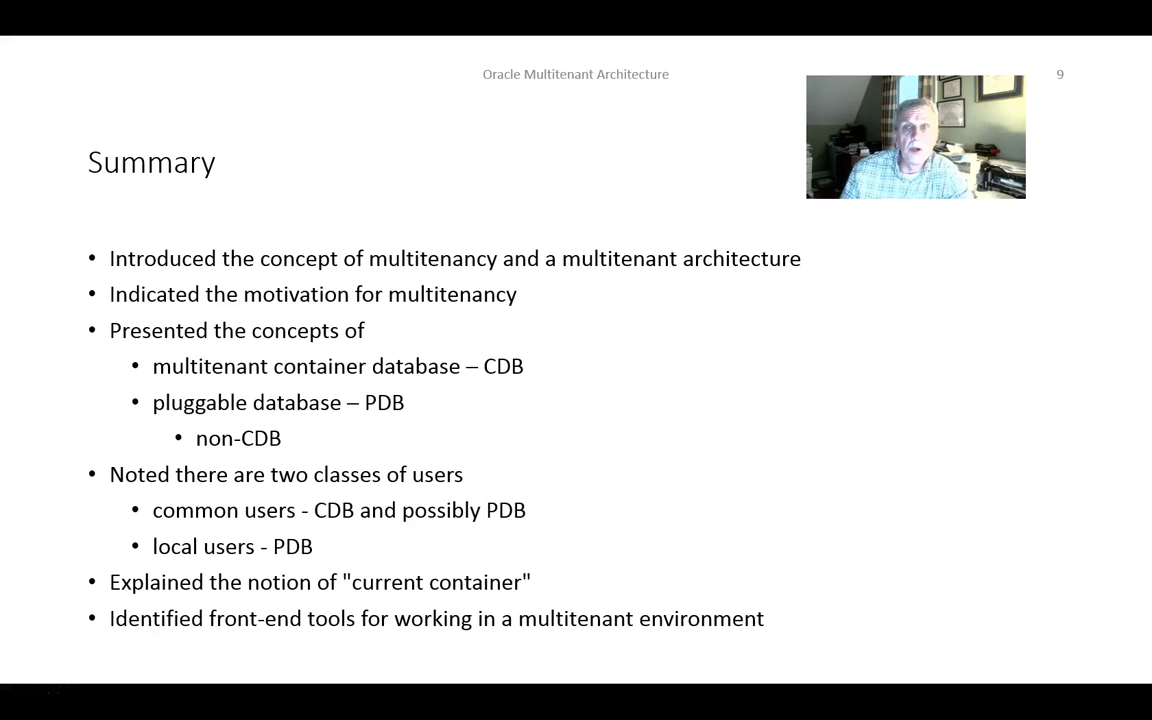 Oracle Multitenant Architecture
9
Summary
• Introduced the concept of multitenancy and a multitenant architecture
• Indicated the motivation for multitenancy
• Presented the concepts of
• multitenant container database – CDB
• pluggable database – PDB
• non-CDB
• Noted there are two classes of users
• common users - CDB and possibly PDB
• local users - PDB
• Explained the notion of "current container"
• Identified front-end tools for working in a multitenant environment